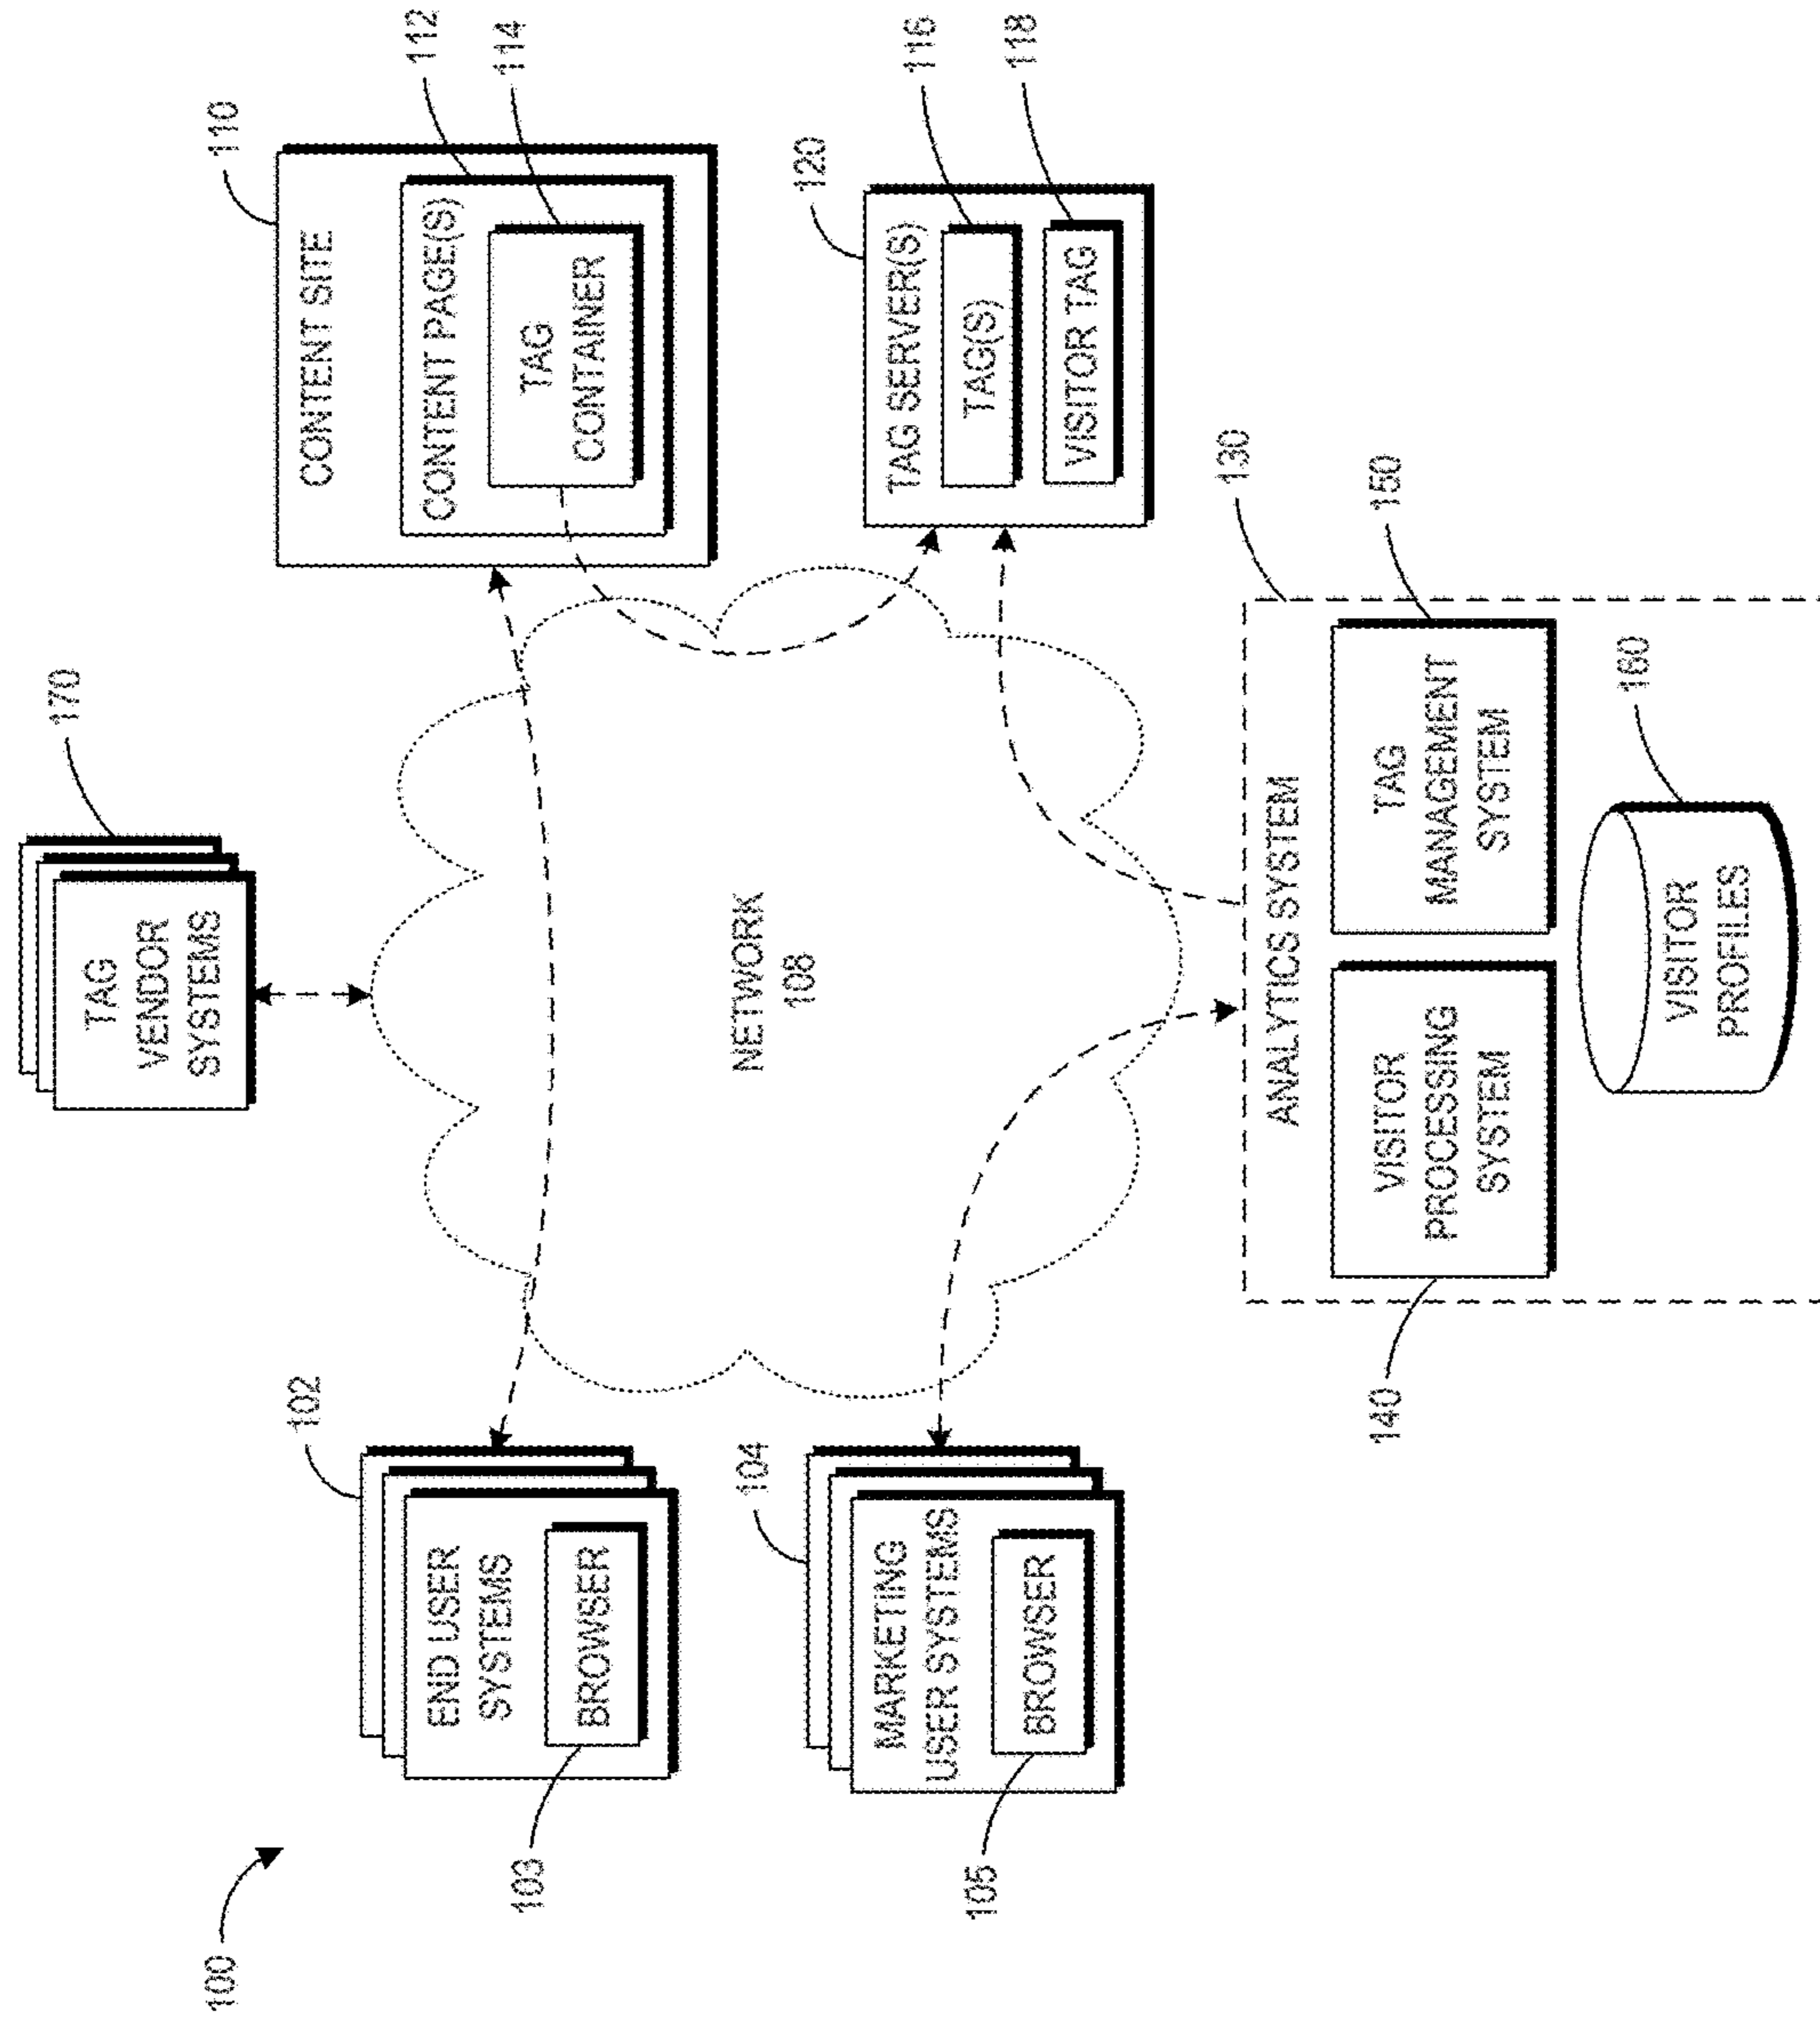 100
170
TAG
VENDOR
SYSTEMS
102
END USER
SYSTEMS
BROWSER
103
110
CONTENT SITE
112
CONTENT PAGE(S)
114
TAG
CONTAINER
NETWORK
108
104
MARKETING
USER SYSTEMS
BROWSER
105
120
TAG SERVER(S)
116
TAG(S)
118
VISITOR TAG
130
ANALYTICS SYSTEM
140
VISITOR
PROCESSING
SYSTEM
150
TAG
MANAGEMENT
SYSTEM
160
VISITOR
PROFILES